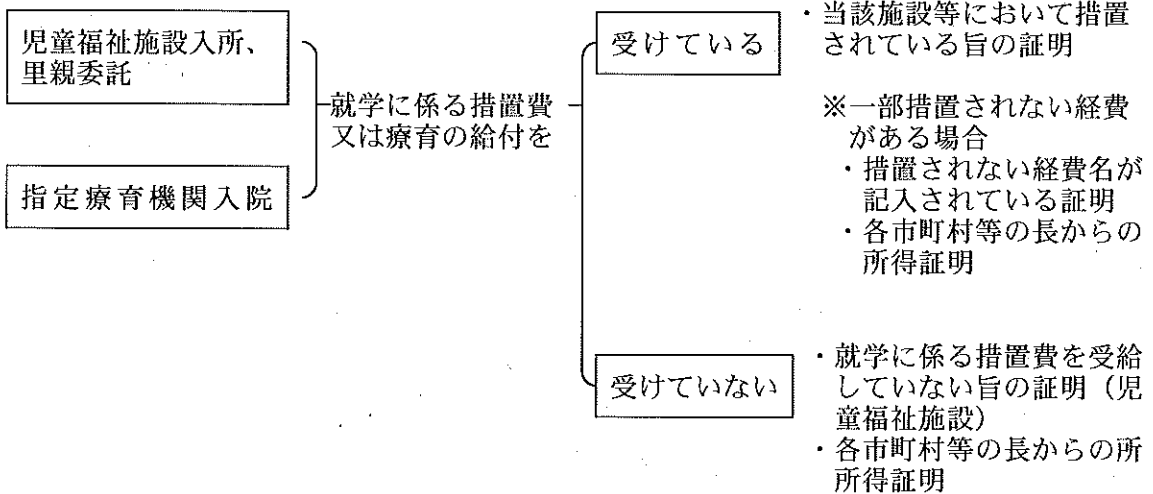 児童福祉施設入所、
里親委託
指定療育機関入院
就学に係る措置費
又は療育の給付を
受けている
・当該施設等において措置
されている旨の証明
※一部措置されない経費
がある場合
・措置されない経費名が
記入されている証明
・各市町村等の長からの
所得証明
受けていない
・就学に係る措置費を受給
していない旨の証明（児
童福祉施設）
・各市町村等の長からの所
所得証明